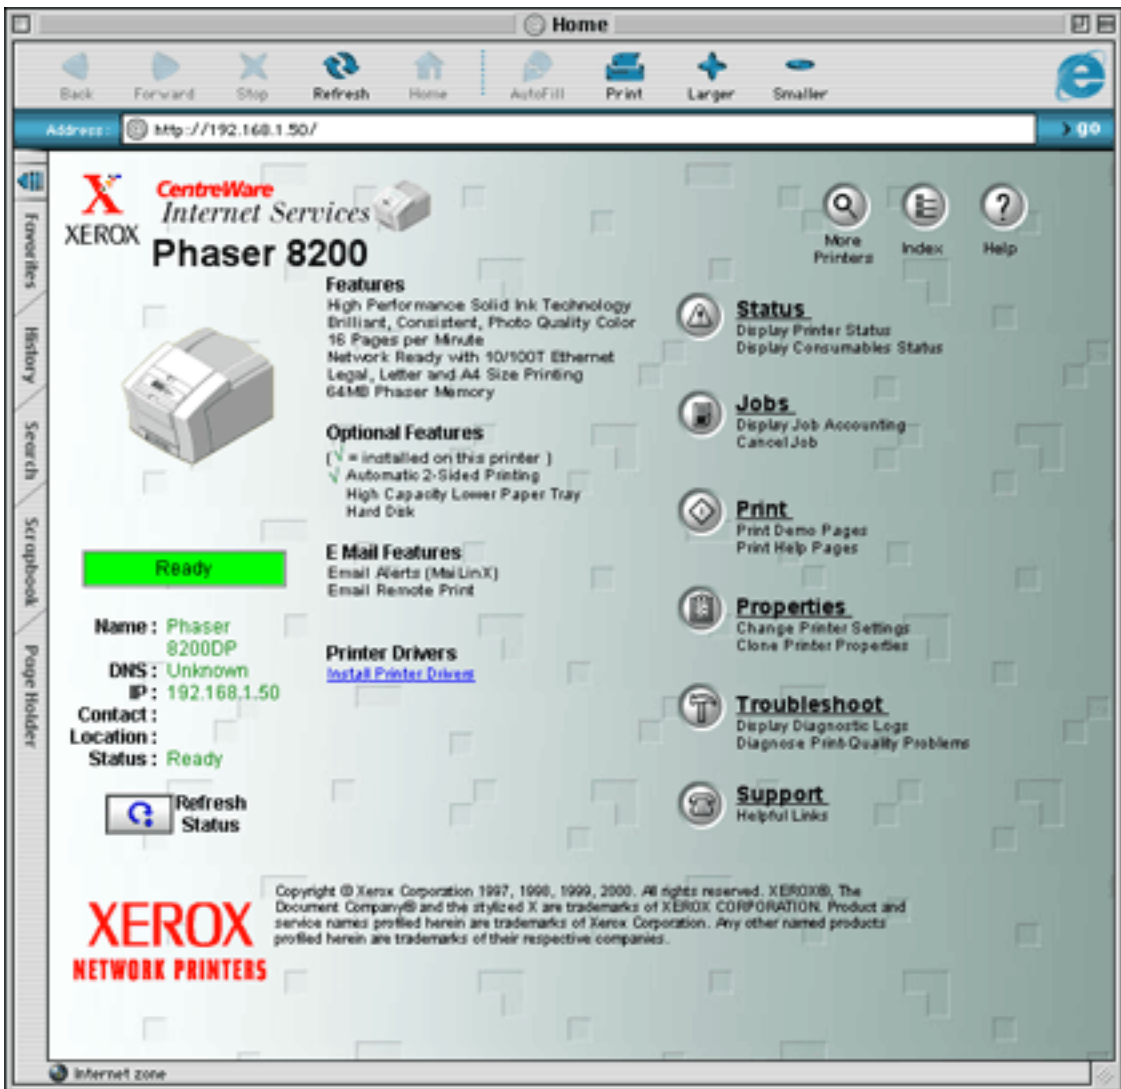 Home
Back Forward Stop Refresh Home AutoFill Print Larger Smaller
Address: http://192.168.1.50/ go
Favorites
History
Search
Scrapbook
Page Holder
XEROX
CentreWare
Internet Services
Phaser 8200
More Printers
Index
Help
Features
High Performance Solid Ink Technology
Brilliant, Consistent, Photo Quality Color
16 Pages per Minute
Network Ready with 10/100T Ethernet
Legal, Letter and A4 Size Printing
64MB Phaser Memory
Optional Features
(√ = installed on this printer )
√ Automatic 2-Sided Printing
High Capacity Lower Paper Tray
Hard Disk
E Mail Features
Email Alerts (MaiLinX)
Email Remote Print
Printer Drivers
Install Printer Drivers
Ready
Name: Phaser
8200DP
DNS: Unknown
IP: 192.168.1.50
Contact:
Location:
Status: Ready
Refresh
Status
Status
Display Printer Status
Display Consumables Status
Jobs
Display Job Accounting
Cancel Job
Print
Print Demo Pages
Print Help Pages
Properties
Change Printer Settings
Clone Printer Properties
Troubleshoot
Display Diagnostic Logs
Diagnose Print-Quality Problems
Support
Helpful Links
XEROX
NETWORK PRINTERS
Copyright © Xerox Corporation 1997, 1998, 1999, 2000. All rights reserved. XEROX®, The
Document Company® and the stylized X are trademarks of XEROX CORPORATION. Product and
service names profiled herein are trademarks of Xerox Corporation. Any other named products
profiled herein are trademarks of their respective companies.
Internet zone